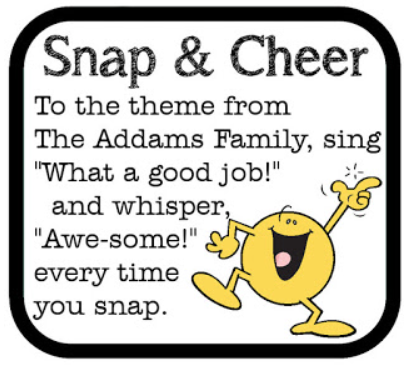 Snap & Cheer
To the theme from
The Addams Family, sing
"What a good job!"
and whisper,
"Awe-some!"
every time
you snap.